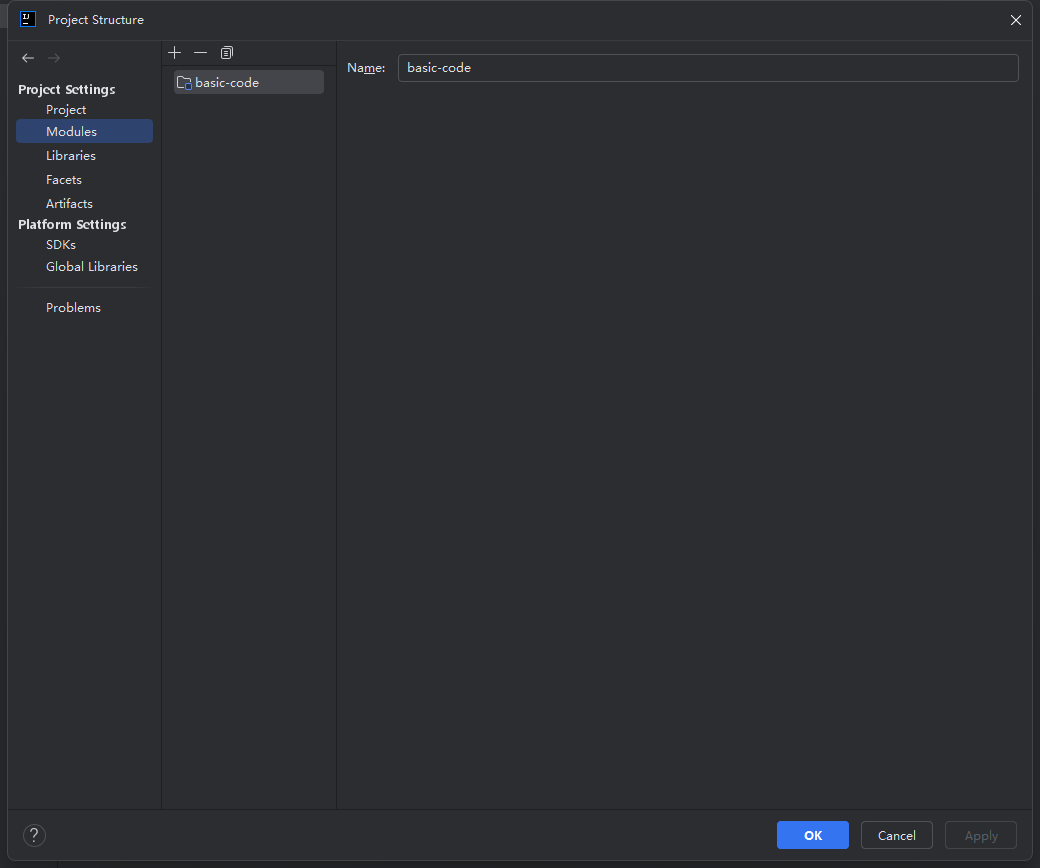 Project Structure
Project Settings
Project
Modules
Libraries
Facets
Artifacts
Platform Settings
SDKs
Global Libraries
Problems
basic-code
Name: basic-code
? OK Cancel Apply